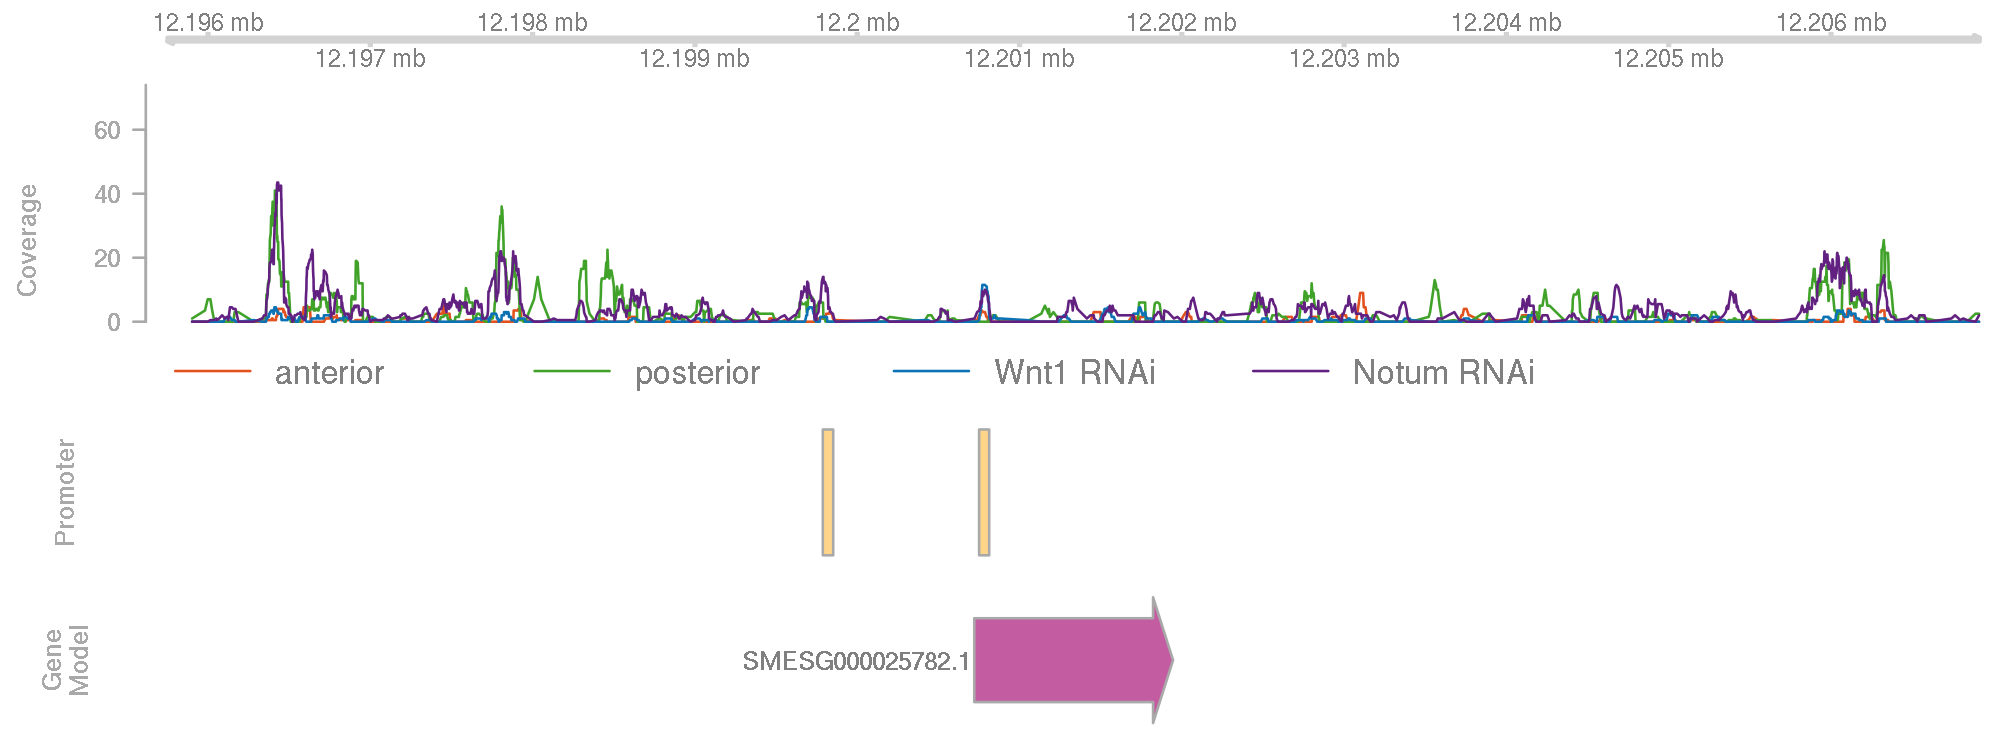 12.196 mb 12.198 mb 12.2 mb 12.202 mb 12.204 mb 12.206 mb
12.197 mb 12.199 mb 12.201 mb 12.203 mb 12.205 mb
Coverage
60
40
20
0
0
anterior posterior Wnt1 RNAi Notum RNAi
Promoter
Gene
Model
SMESG000025782.1